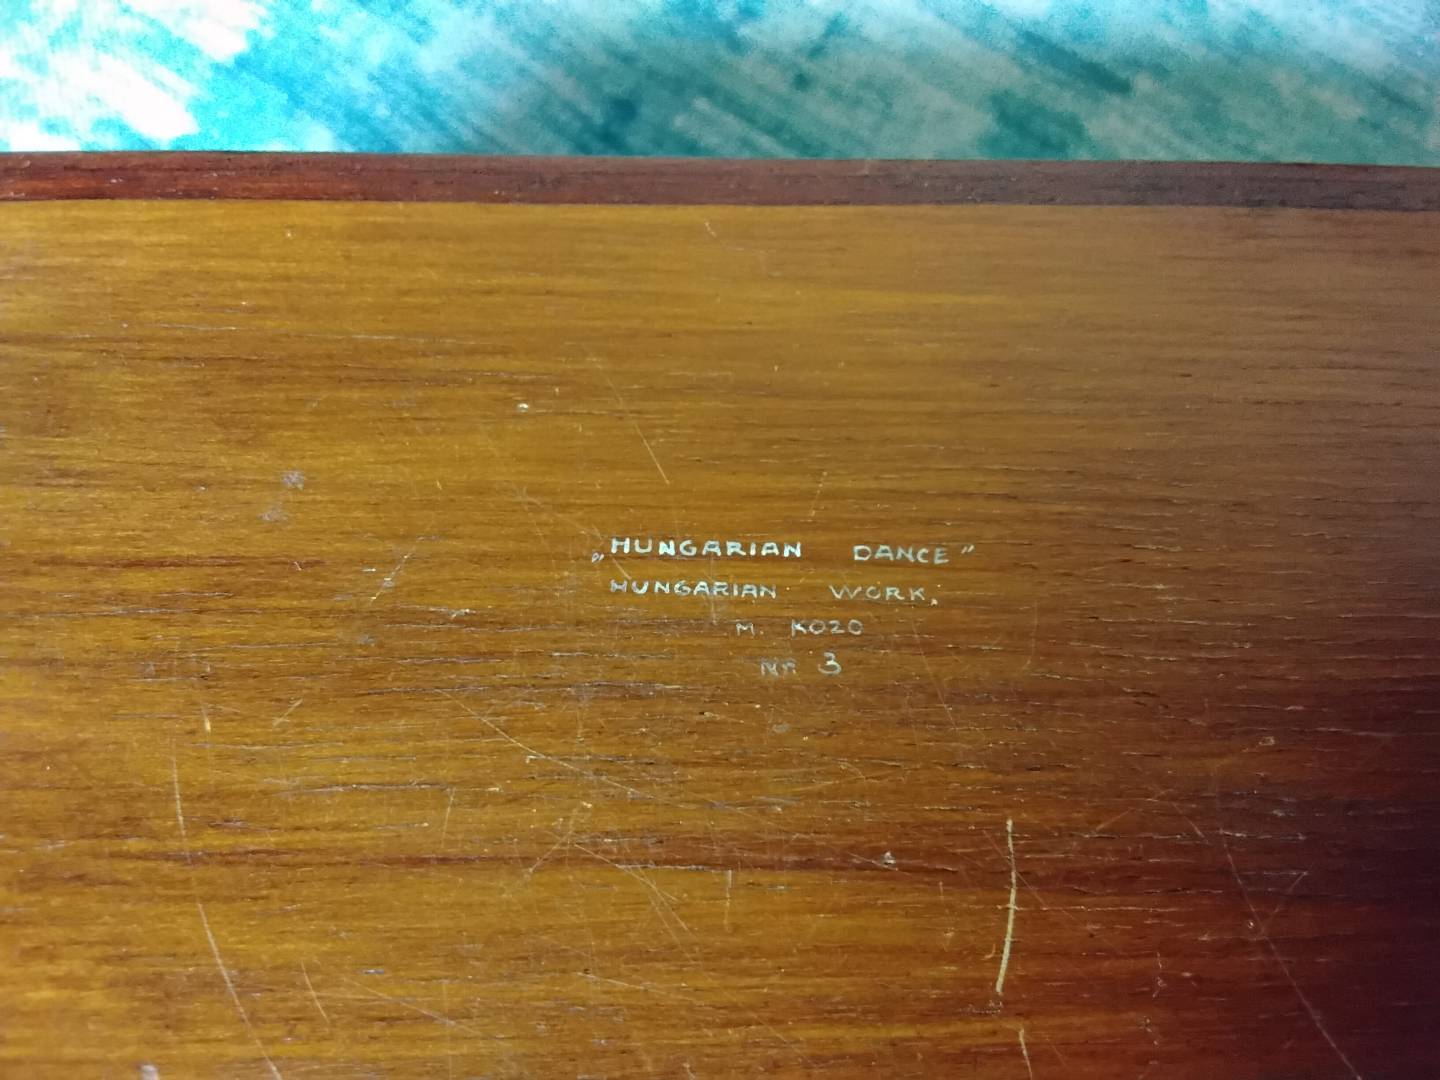 „HUNGARIAN DANCE”
HUNGARIAN WORK.
M. KOZO
NR 3